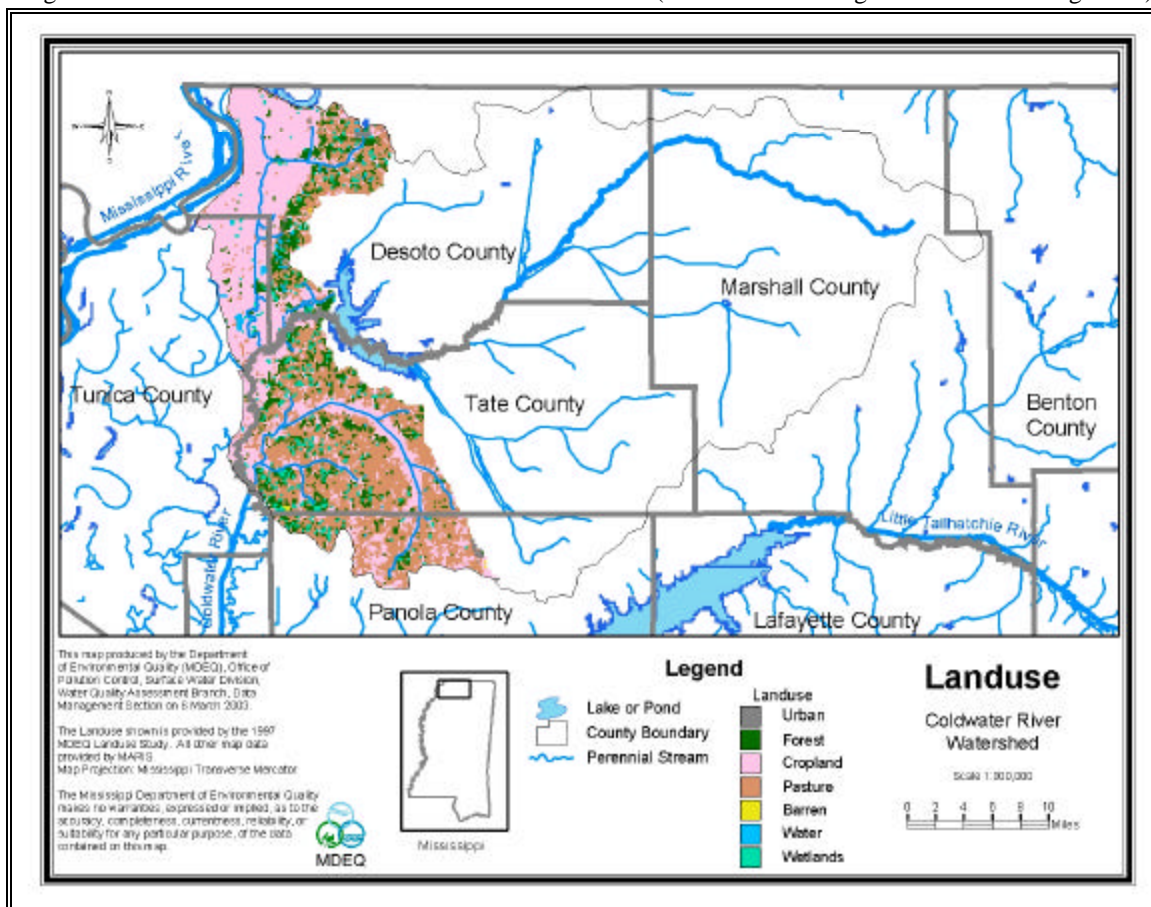 Mississippi River
Desoto County
Marshall County
Tunica County
Tate County
Benton
County
Coldwater River
Little Tallhatchie River
Panola County
Lafayette County
This map produced by the Department
of Environmental Quality (MDEQ), Office of
Pollution Control, Surface Water Division,
Water Quality Assessment Branch, Data
Management Section on 6 March 2003.
The Landuse shown is provided by the 1997
MDEQ Landuse Study. All other map data
provided by MARIS.
Map Projection: Mississippi Transverse Mercator
The Mississippi Department of Environmental Quality
makes no warranties, expressed or implied, as to the
accuracy, completeness, currentness, reliability, or
suitability for any particular purpose, of the data
contained on this map.
MDEQ
Mississippi
Legend
Lake or Pond
County Boundary
Perennial Stream
Landuse
Urban
Forest
Cropland
Pasture
Barren
Water
Wetlands
Landuse
Coldwater River
Watershed
0 2 4 6 8 10
Miles